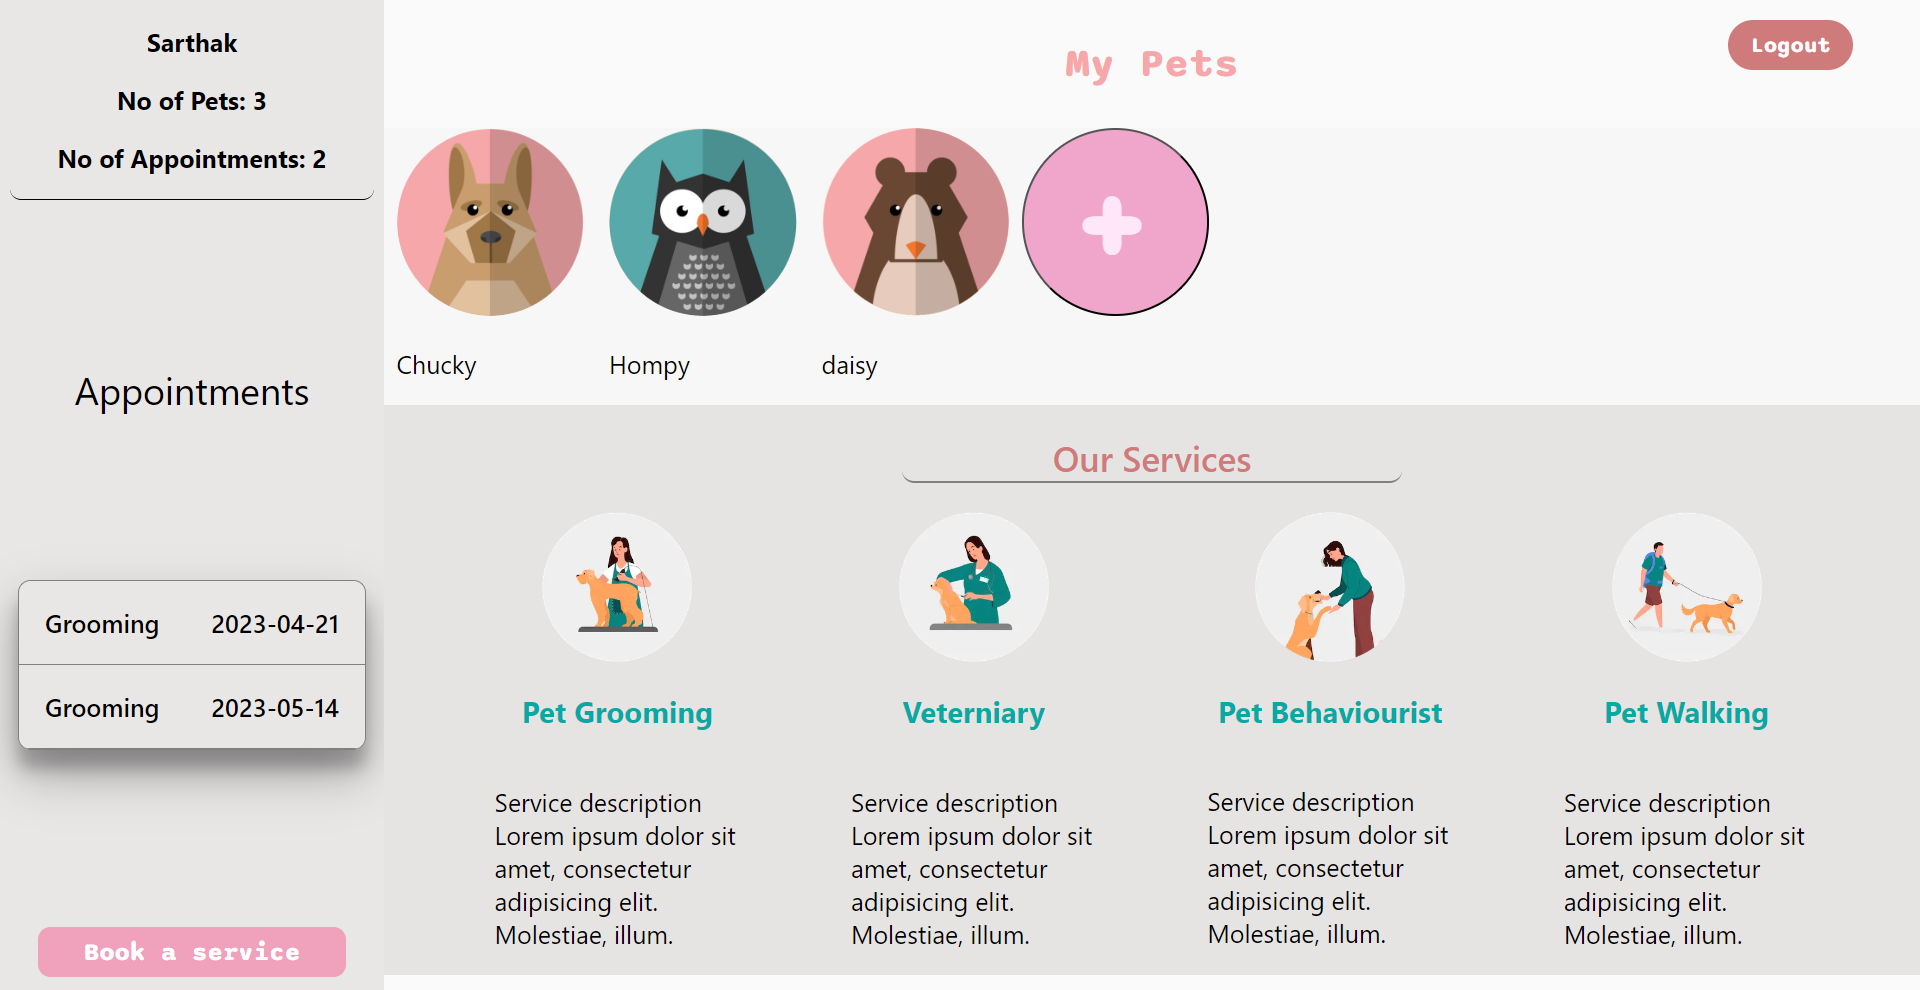 Sarthak
No of Pets: 3
No of Appointments: 2
Appointments
Grooming 2023-04-21
Grooming 2023-05-14
Book a service
My Pets
Logout
Chucky
Hompy
daisy
Our Services
Pet Grooming
Service description
Lorem ipsum dolor sit
amet, consectetur
adipisicing elit.
Molestiae, illum.
Veterniary
Service description
Lorem ipsum dolor sit
amet, consectetur
adipisicing elit.
Molestiae, illum.
Pet Behaviourist
Service description
Lorem ipsum dolor sit
amet, consectetur
adipisicing elit.
Molestiae, illum.
Pet Walking
Service description
Lorem ipsum dolor sit
amet, consectetur
adipisicing elit.
Molestiae, illum.